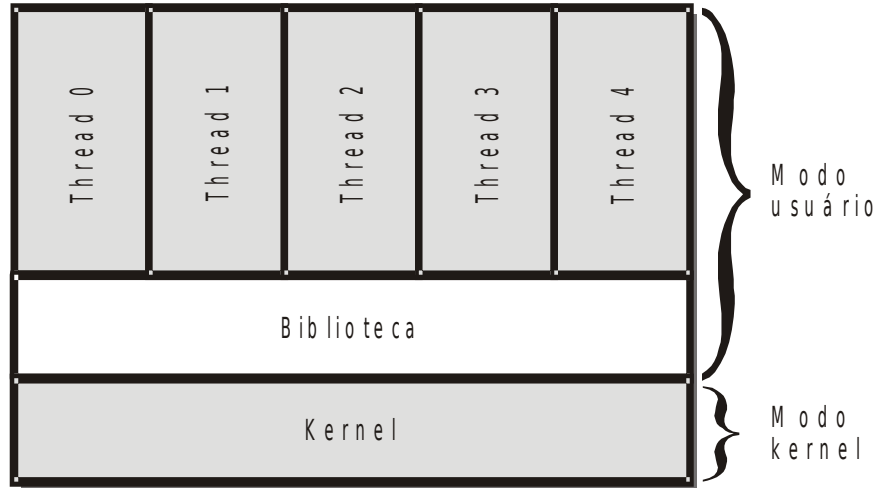 Thread 0
Thread 1
Thread 2
Thread 3
Thread 4
Modo
usuário
Biblioteca
Kernel
Modo
kernel